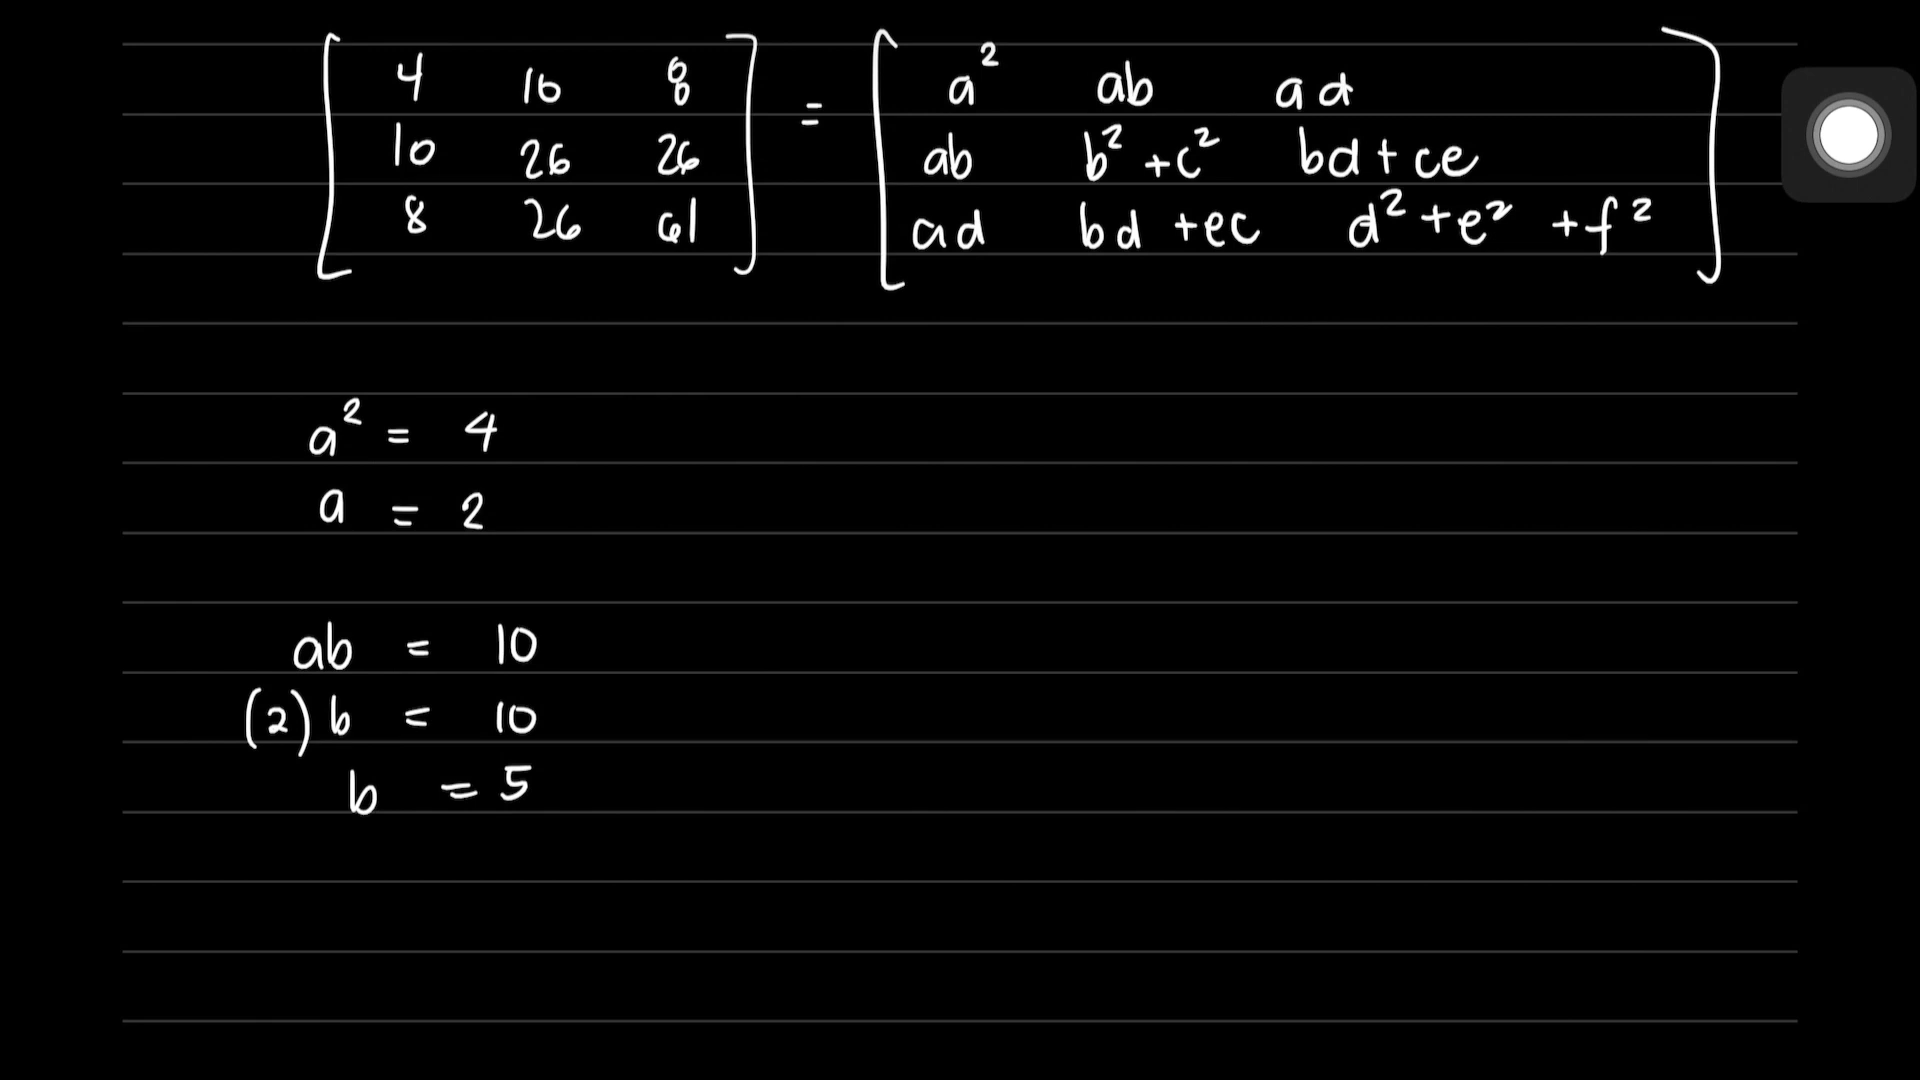 4 10 8 = a² ab ad
10 26 26 ab b² + c² bd + ce
8 26 61 ad bd + ec d² + e² + f²
a² = 4
a = 2
ab = 10
(2) b = 10
b = 5